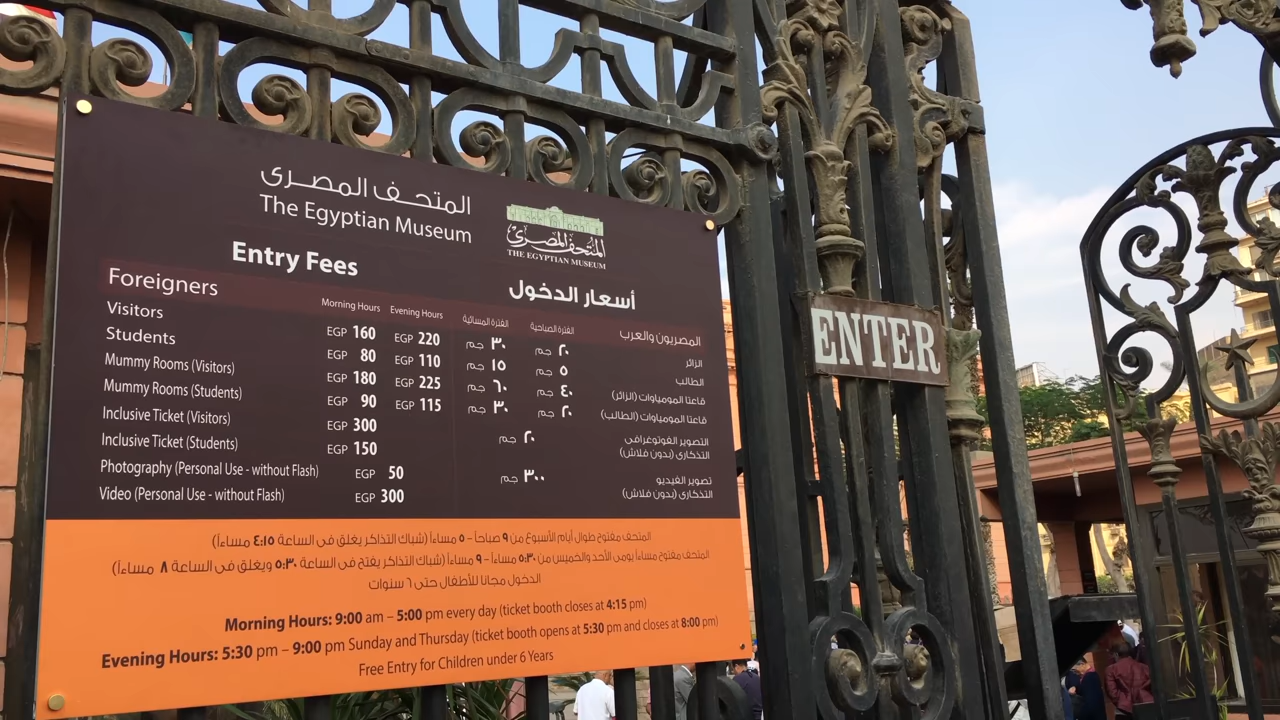 المتحف المصرى
The Egyptian Museum
المتحف المصري
THE EGYPTIAN MUSEUM
Entry Fees
أسعار الدخول
Foreigners
Morning Hours
Evening Hours
Visitors EGP 160 EGP 220
Students EGP 80 EGP 110
Mummy Rooms (Visitors) EGP 180 EGP 225
Mummy Rooms (Students) EGP 90 EGP 115
Inclusive Ticket (Visitors) EGP 300
Inclusive Ticket (Students) EGP 150
Photography (Personal Use - without Flash) EGP 50
Video (Personal Use - without Flash) EGP 300
المصريون والعرب
الفترة الصباحية
الفترة المسائية
الزائر ٢٠ جم ٣٠ جم
الطالب ٥ جم ١٥ جم
قاعتا المومياوات (الزائر) ٤٠ جم ٦٠ جم
قاعتا المومياوات (الطالب) ٢٠ جم ٣٠ جم
التصوير الفوتوغرافى
التذكارى (بدون فلاش) ٢٠ جم
تصوير الفيديو
التذكارى (بدون فلاش) ٣٠٠ جم
المتحف مفتوح طوال أيام الأسبوع من ٩ صباحاً – ٥ مساءاً (شباك التذاكر يغلق فى الساعة ٤:١٥ مساءاً)
المتحف مفتوح مساءاً يومى الأحد والخميس من ٥:٣٠ مساءاً – ٩ مساءاً (شباك التذاكر يفتح فى الساعة ٥:٣٠ ويغلق فى الساعة ٨ مساءاً)
الدخول مجانا للأطفال حتى ٦ سنوات
Morning Hours: 9:00 am – 5:00 pm every day (ticket booth closes at 4:15 pm)
Evening Hours: 5:30 pm – 9:00 pm Sunday and Thursday (ticket booth opens at 5:30 pm and closes at 8:00 pm)
Free Entry for Children under 6 Years
ENTER